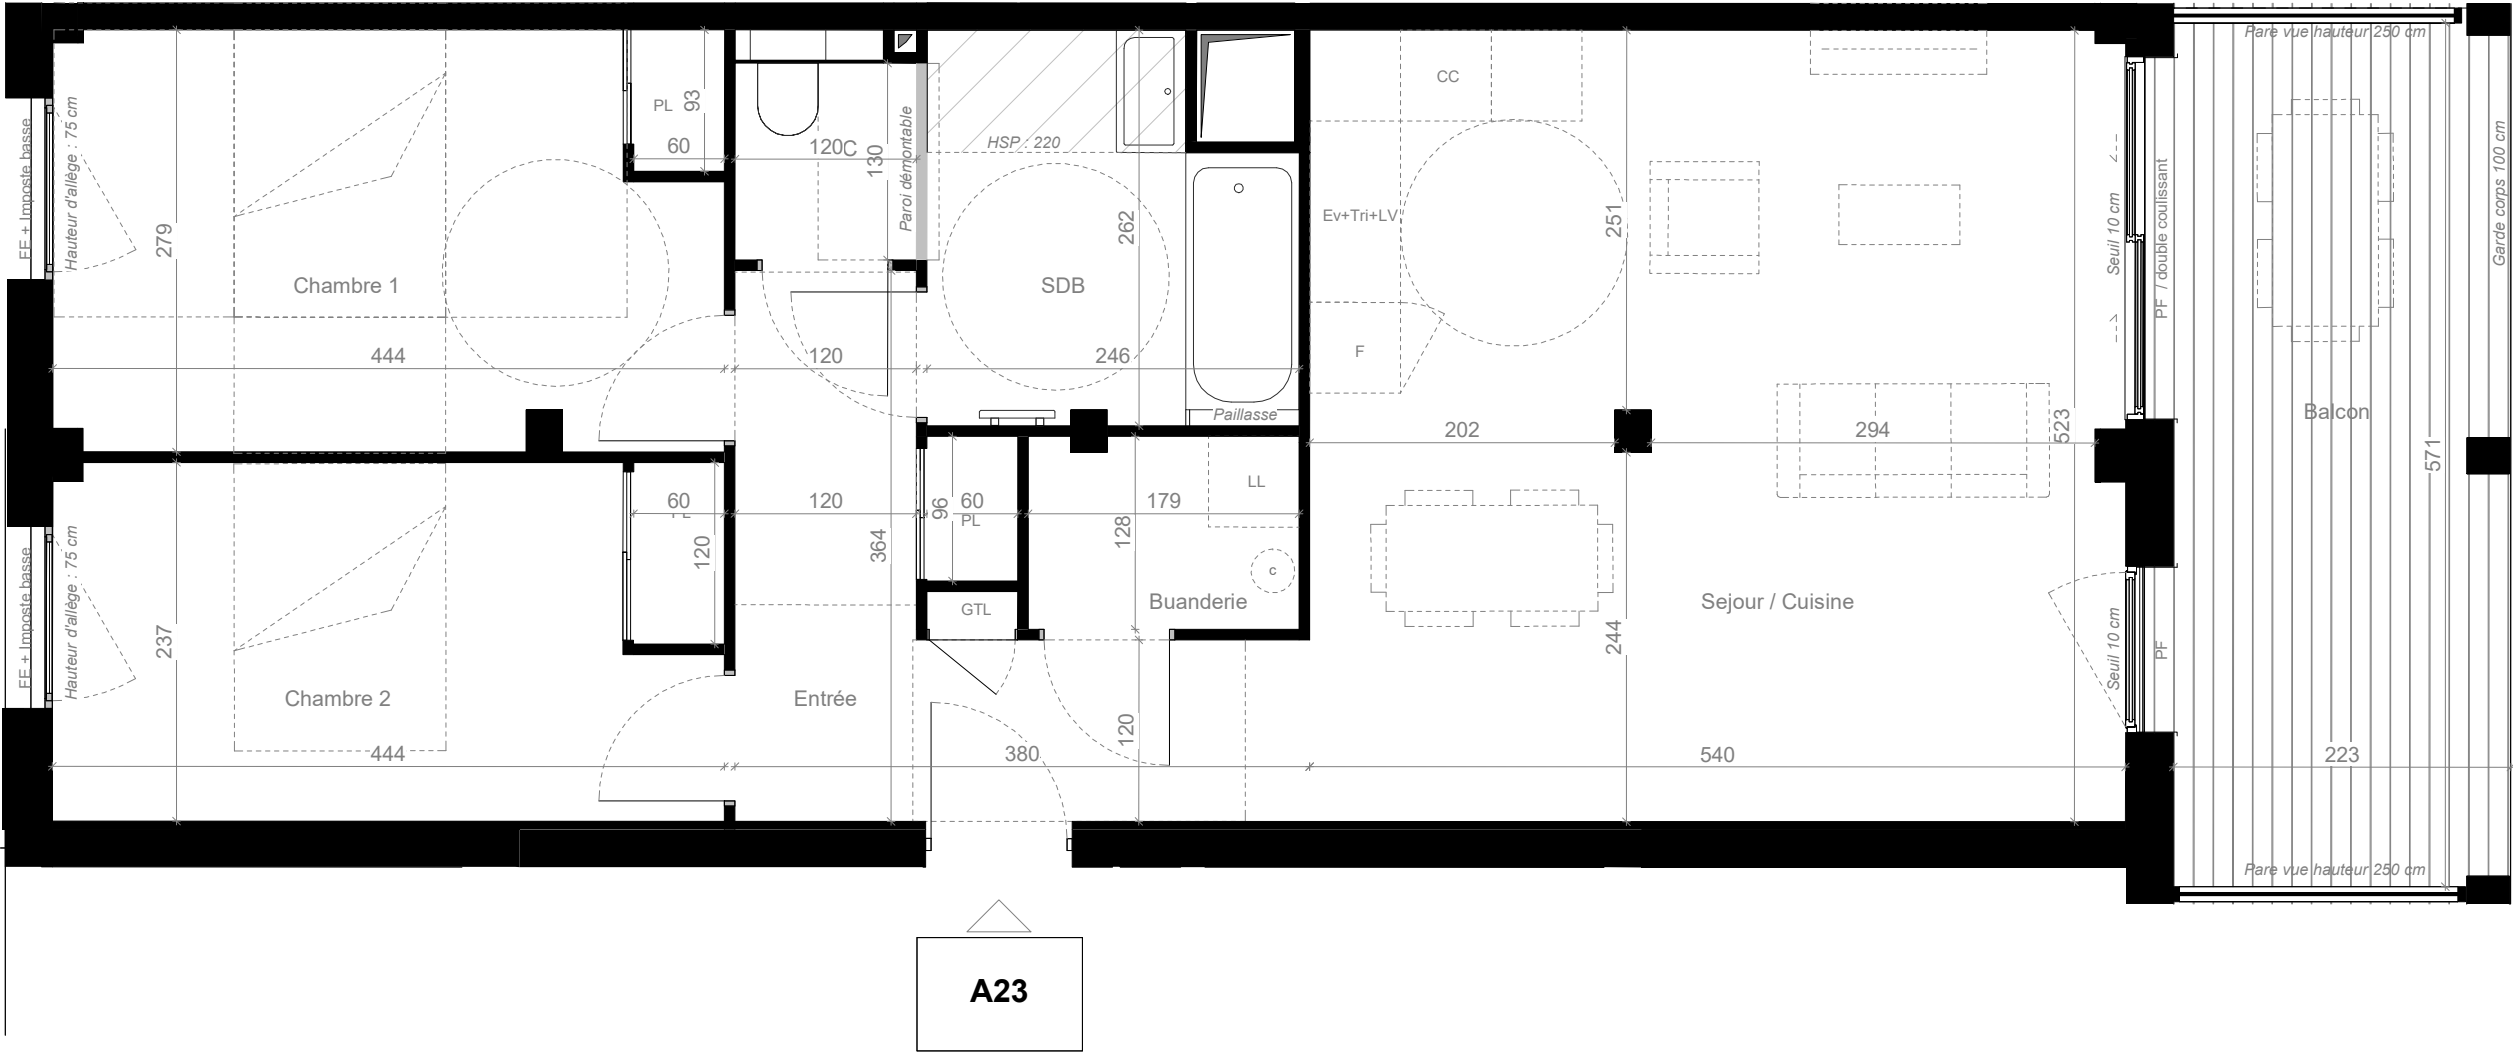 Pare vue hauteur 250 cm
FF + Imposte basse
Hauteur d'allège : 75 cm
279
Chambre 1
444
PL
93
60
120
C
130
Paroi démontable
HSP : 220
262
SDB
120
246
Paillasse
CC
Ev+Tri+LV
F
251
202
294
523
Seuil 10 cm
PF / double coulissant
Balcon
571
Garde corps 100 cm
FF + Imposte basse
Hauteur d'allège : 75 cm
237
Chambre 2
444
60
120
120
364
96
60
PL
GTL
179
128
LL
c
Buanderie
Entrée
380
120
Sejour / Cuisine
244
540
Seuil 10 cm
PF
223
Pare vue hauteur 250 cm
A23